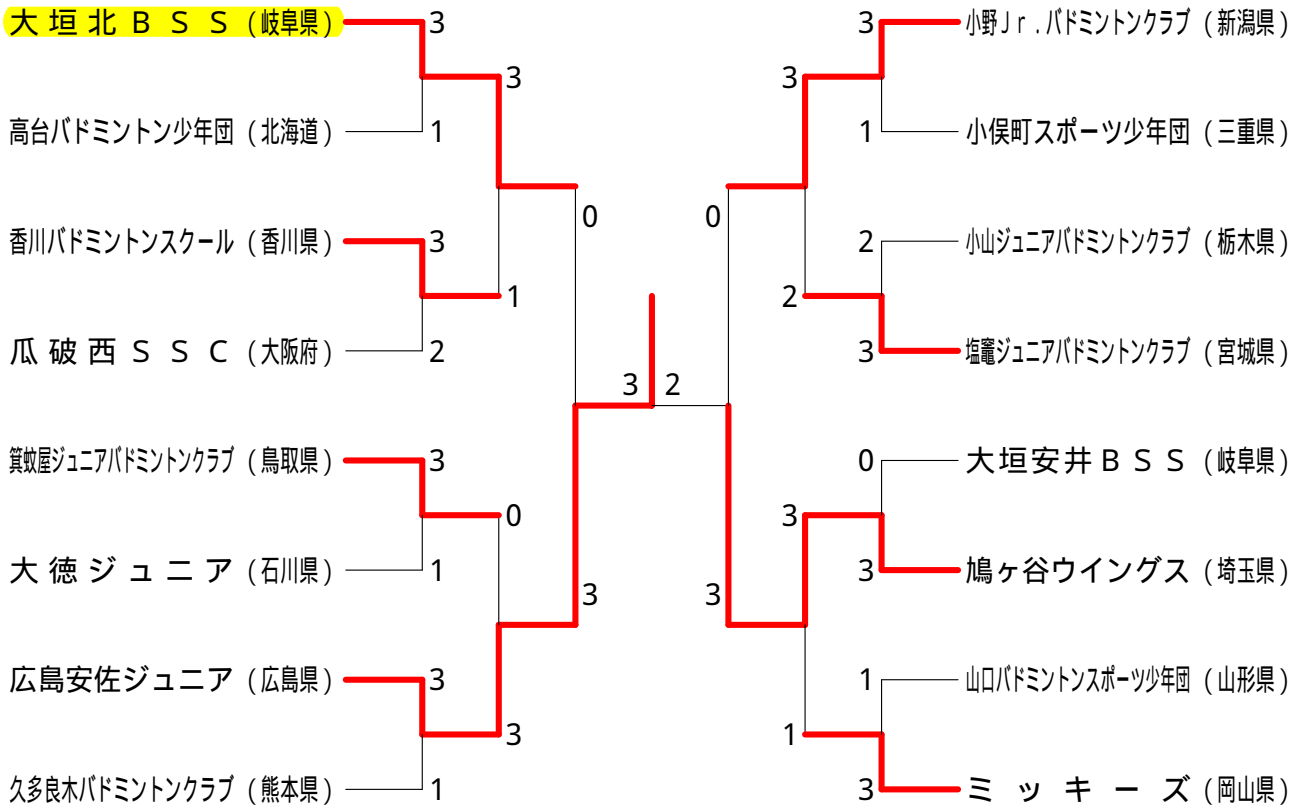 大垣北ＢＳＳ（岐阜県） 3 3 小野Ｊｒ．バドミントンクラブ（新潟県）
3 3
高台バドミントン少年団（北海道） 1 1 小俣町スポーツ少年団（三重県）
0 0
香川バドミントンスクール（香川県） 3 2 小山ジュニアバドミントンクラブ（栃木県）
1 2
瓜破西ＳＳＣ（大阪府） 2 3 塩竈ジュニアバドミントンクラブ（宮城県）
3 2
箕蚊屋ジュニアバドミントンクラブ（鳥取県） 3 0 大垣安井ＢＳＳ（岐阜県）
0 3
大徳ジュニア（石川県） 1 3 鳩ヶ谷ウイングス（埼玉県）
3 3
広島安佐ジュニア（広島県） 3 1 山口バドミントンスポーツ少年団（山形県）
3 1
久多良木バドミントンクラブ（熊本県） 1 3 ミッキーズ（岡山県）